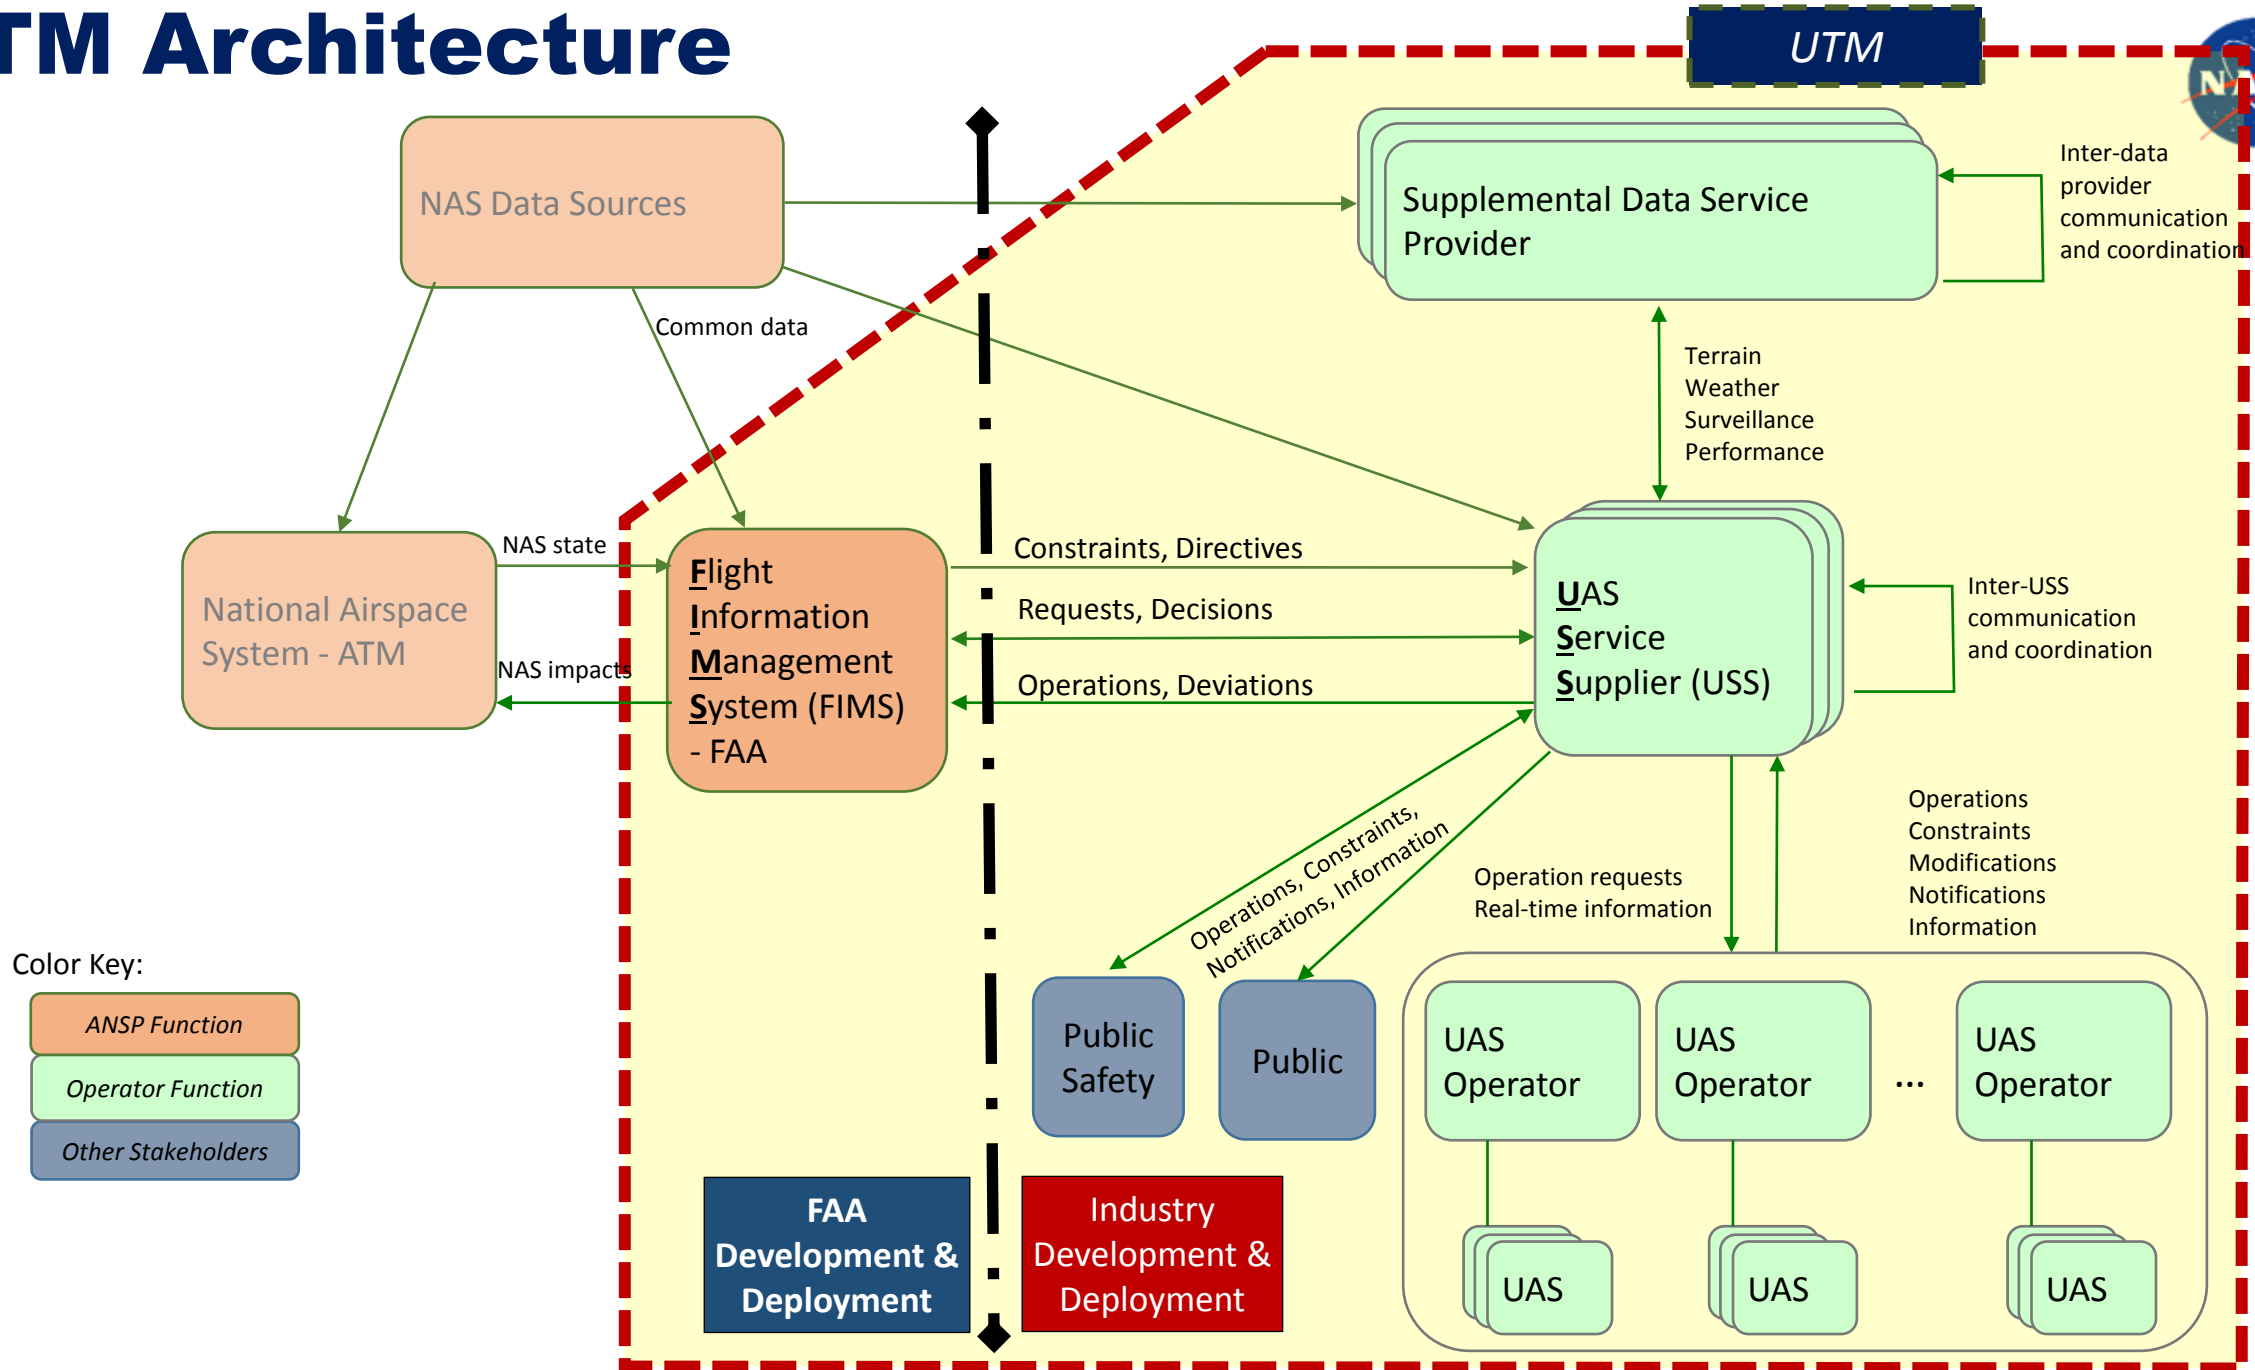 TM Architecture
UTM
NAS Data Sources
Supplemental Data Service
Provider
Inter-data
provider
communication
and coordination
Common data
Terrain
Weather
Surveillance
Performance
National Airspace
System - ATM
NAS state
NAS impacts
Flight
Information
Management
System (FIMS)
- FAA
Constraints, Directives
Requests, Decisions
Operations, Deviations
UAS
Service
Supplier (USS)
Inter-USS
communication
and coordination
Operations, Constraints,
Notifications, Information
Operation requests
Real-time information
Operations
Constraints
Modifications
Notifications
Information
Color Key:
ANSP Function
Operator Function
Other Stakeholders
Public
Safety
Public
UAS
Operator
UAS
Operator
...
UAS
Operator
UAS
UAS
UAS
FAA
Development &
Deployment
Industry
Development &
Deployment